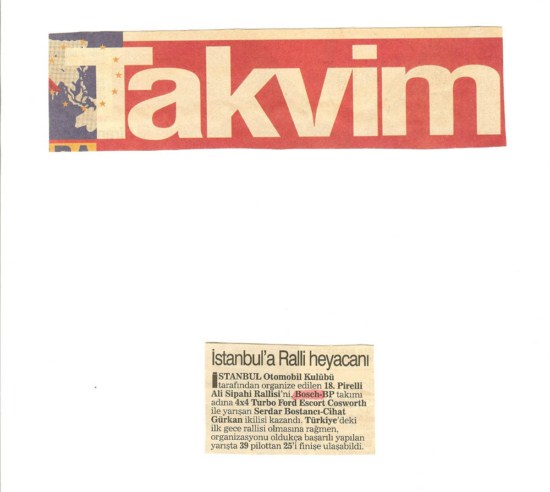 Takvim
İstanbul'a Ralli heyacanı
İSTANBUL Otomobil Kulübü
tarafından organize edilen 18. Pirelli
Ali Sipahi Rallisi'ni, Bosch-BP takımı
adına 4x4 Turbo Ford Escort Cosworth
ile yarışan Serdar Bostancı-Cihat
Gürkan ikilisi kazandı. Türkiye'deki
ilk gece rallisi olmasına rağmen,
organizasyonu oldukça başarılı yapılan
yarışta 39 pilottan 25'i finişe ulaşabildi.